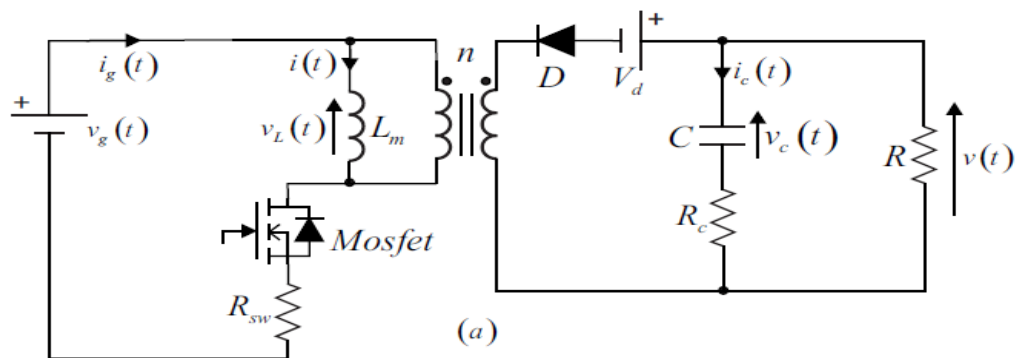 +
v_g(t)
i_g(t)
i(t)
v_L(t)
L_m
n
Mosfet
R_sw
D
V_d
+
i_c(t)
C
v_c(t)
R_c
R
v(t)
(a)